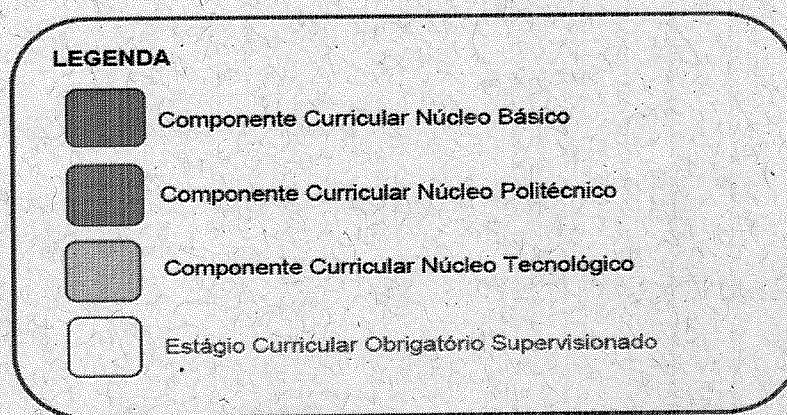 LEGENDA
Componente Curricular Núcleo Básico
Componente Curricular Núcleo Politécnico
Componente Curricular Núcleo Tecnológico
Estágio Curricular Obrigatório Supervisionado